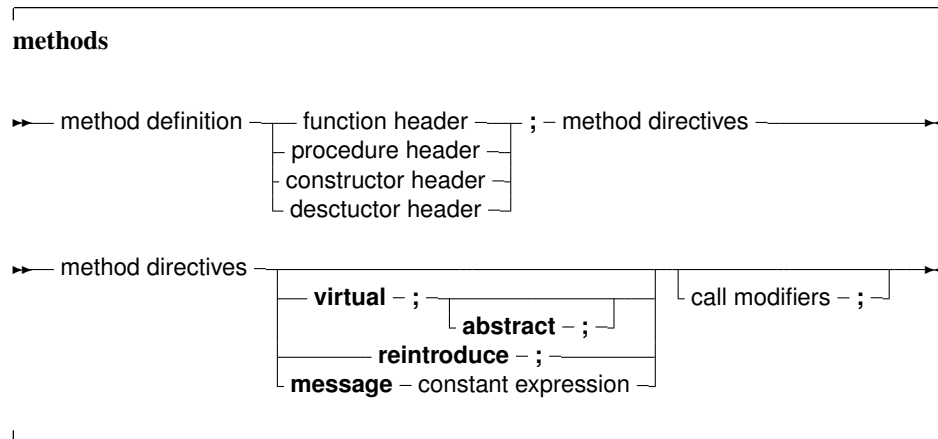 methods
method definition function header ; method directives
procedure header
constructor header
desctuctor header
method directives
virtual ; call modifiers ;
abstract ;
reintroduce ;
message constant expression